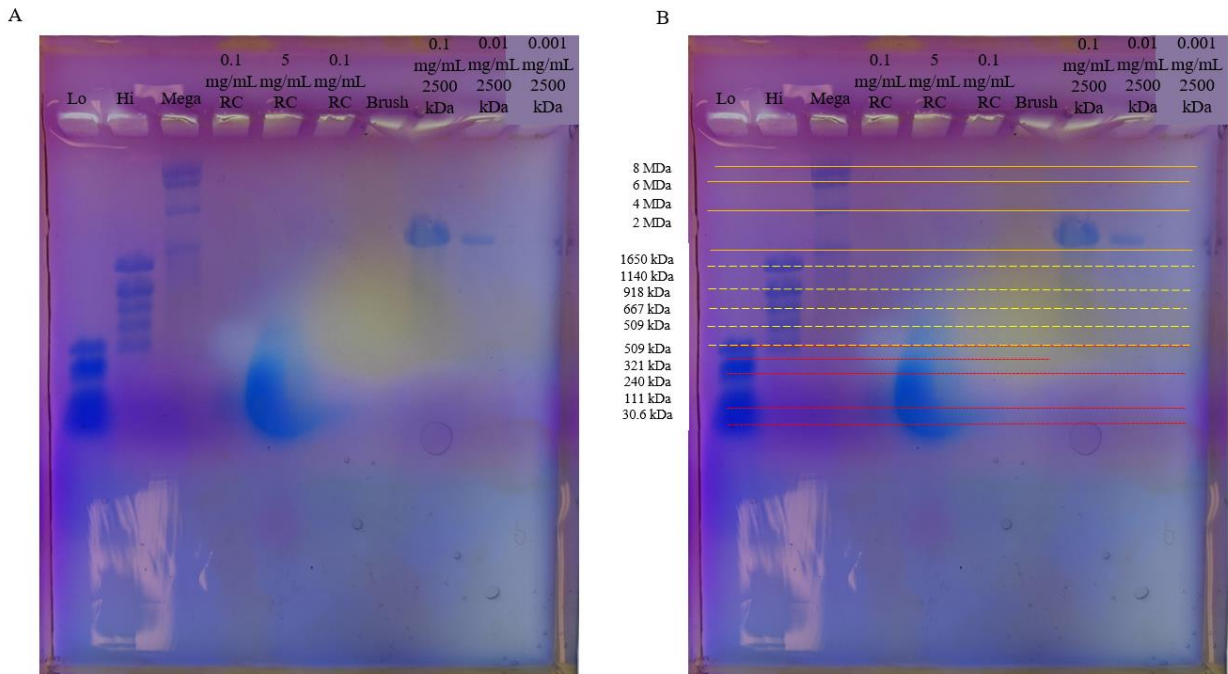 A
Lo
Hi
Mega
0.1
mg/mL
RC
5
mg/mL
RC
0.1
mg/mL
RC
Brush
0.1
mg/mL
2500
kDa
0.01
mg/mL
2500
kDa
0.001
mg/mL
2500
kDa
B
Lo
Hi
Mega
0.1
mg/mL
RC
5
mg/mL
RC
0.1
mg/mL
RC
Brush
0.1
mg/mL
2500
kDa
0.01
mg/mL
2500
kDa
0.001
mg/mL
2500
kDa
8 MDa
6 MDa
4 MDa
2 MDa
1650 kDa
1140 kDa
918 kDa
667 kDa
509 kDa
509 kDa
321 kDa
240 kDa
111 kDa
30.6 kDa